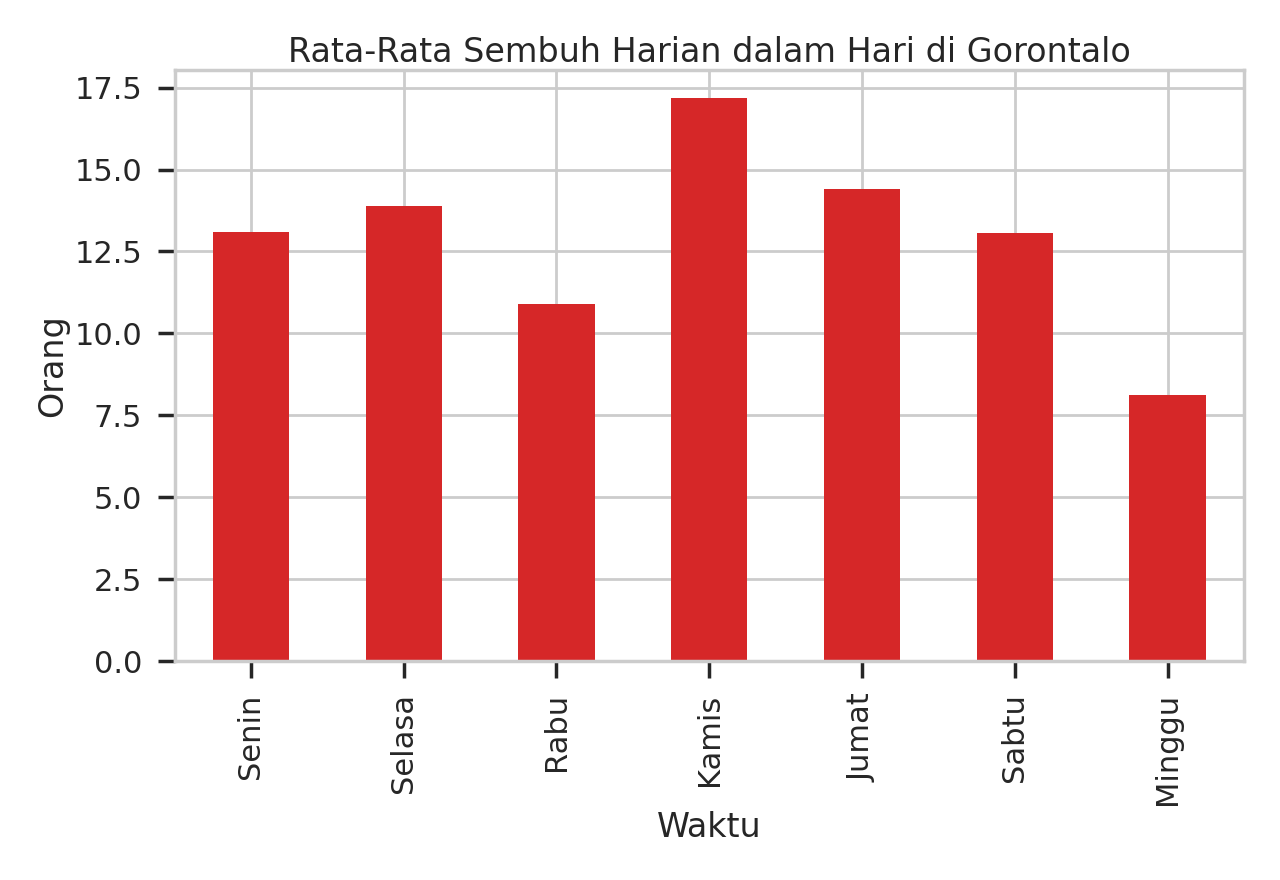 Rata-Rata Sembuh Harian dalam Hari di Gorontalo
17.5
15.0
12.5
10.0
7.5
5.0
2.5
0.0
Orang
Senin
Selasa
Rabu
Kamis
Jumat
Sabtu
Minggu
Waktu